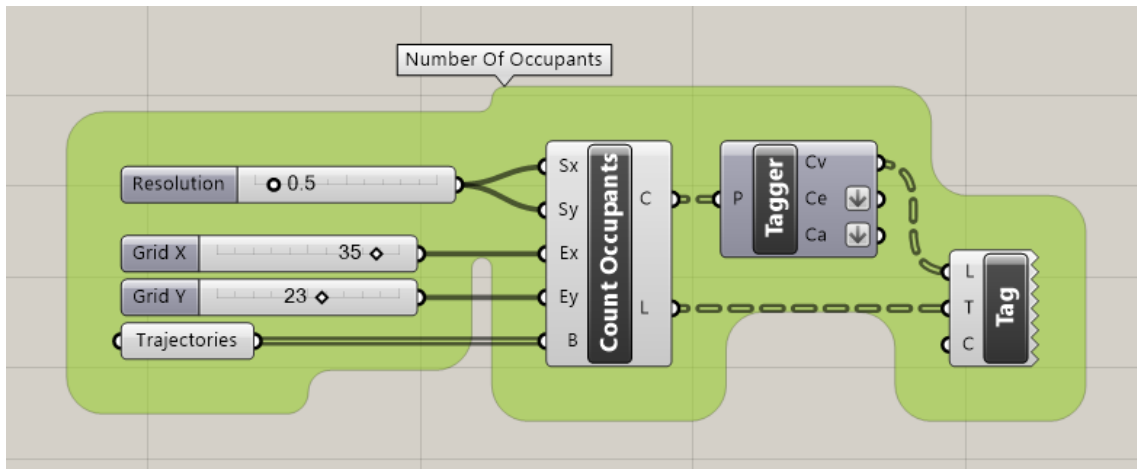 Number Of Occupants
Resolution 0.5
Grid X 35
Grid Y 23
Trajectories
Sx
Sy
Ex
Ey
B
Count Occupants
C
L
P
Tagger
Cv
Ce
Ca
L
T
C
Tag